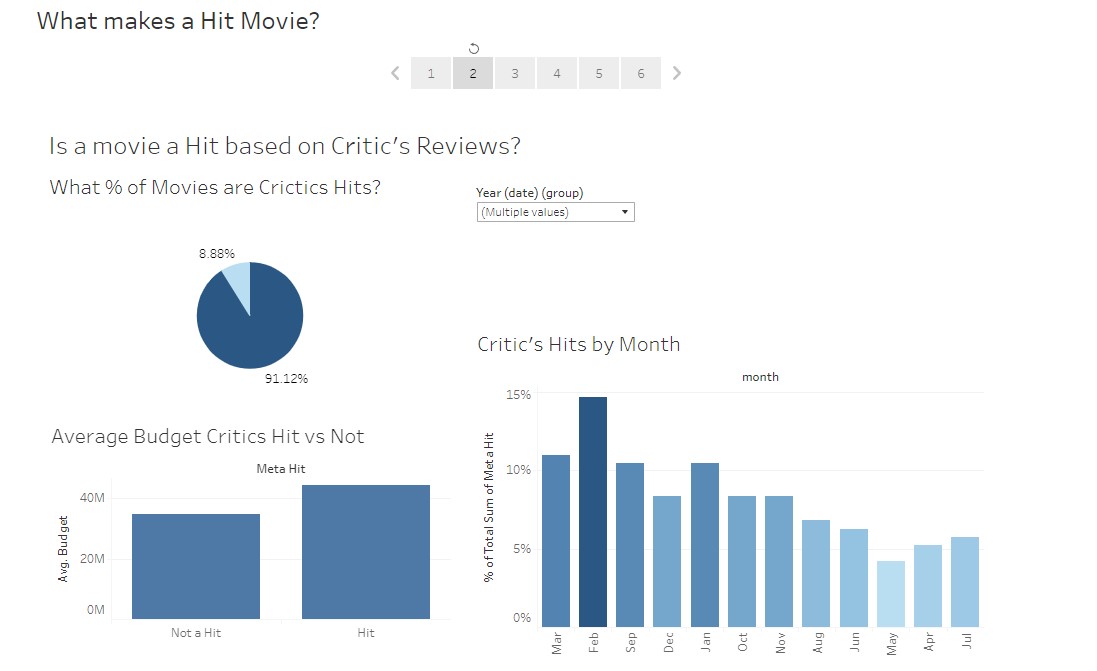 What makes a Hit Movie?
1 2 3 4 5 6
Is a movie a Hit based on Critic's Reviews?
What % of Movies are Crictics Hits?
Year (date) (group)
(Multiple values)
8.88%
91.12%
Average Budget Critics Hit vs Not
Meta Hit
Avg. Budget
40M
20M
0M
Not a Hit
Hit
Critic's Hits by Month
month
% of Total Sum of Meta Hit
15%
10%
5%
0%
Mar
Feb
Sep
Dec
Jan
Oct
Nov
Aug
Jun
May
Apr
Jul